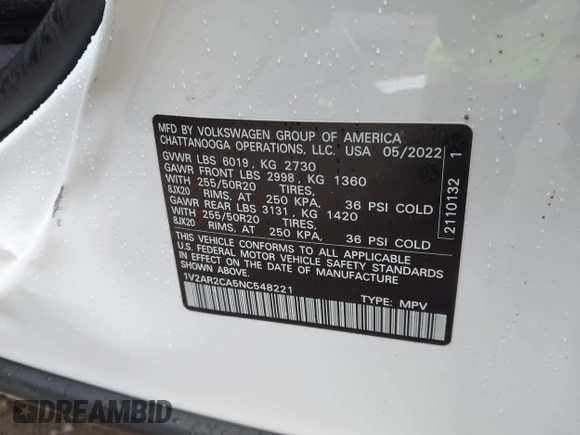 MFD BY VOLKSWAGEN GROUP OF AMERICA
CHATTANOOGA OPERATIONS, LLC. USA 05/2022
GVWR LBS 6019, KG 2730
GAWR FRONT LBS 2998, KG 1360
WITH 255/50R20 TIRES,
8JX20 RIMS, AT 250 KPA, 36 PSI COLD
GAWR REAR LBS 3131, KG 1420
WITH 255/50R20 TIRES,
8JX20 RIMS, AT 250 KPA, 36 PSI COLD
THIS VEHICLE CONFORMS TO ALL APPLICABLE
U.S. FEDERAL MOTOR VEHICLE SAFETY STANDARDS
IN EFFECT ON THE DATE OF MANUFACTURE
SHOWN ABOVE.
1V2AR2CA5NC548221
TYPE: MPV
2110132 1
DREAMBID